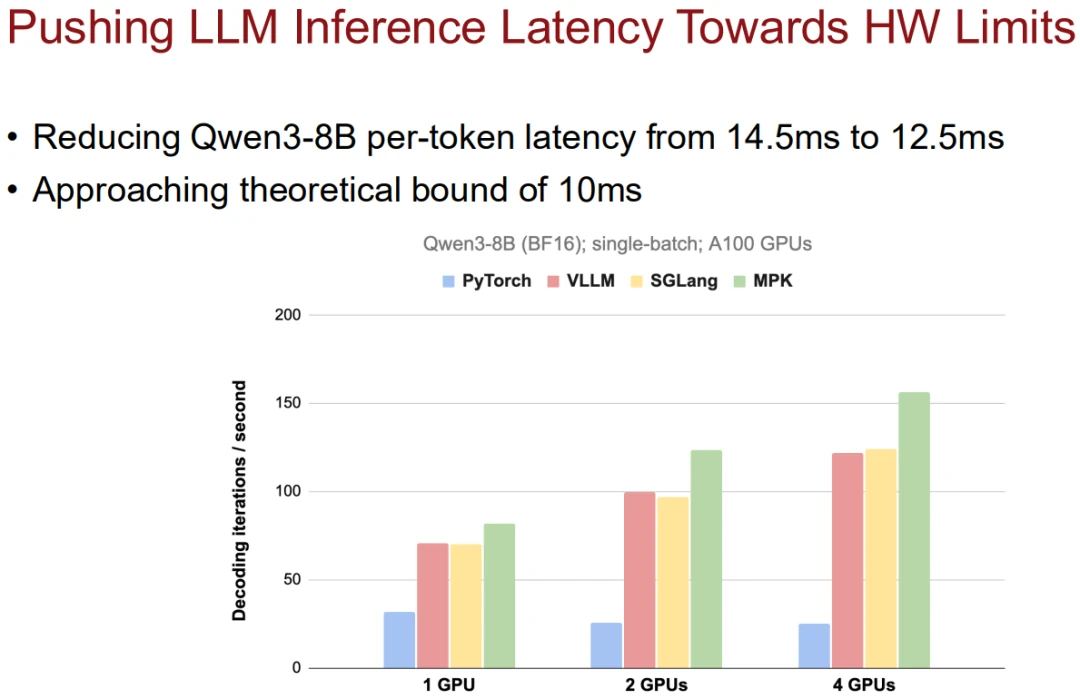 Pushing LLM Inference Latency Towards HW Limits
• Reducing Qwen3-8B per-token latency from 14.5ms to 12.5ms
• Approaching theoretical bound of 10ms
Qwen3-8B (BF16); single-batch; A100 GPUs
PyTorch VLLM SGLang MPK
Decoding iterations / second
200
150
100
50
0
1 GPU 2 GPUs 4 GPUs